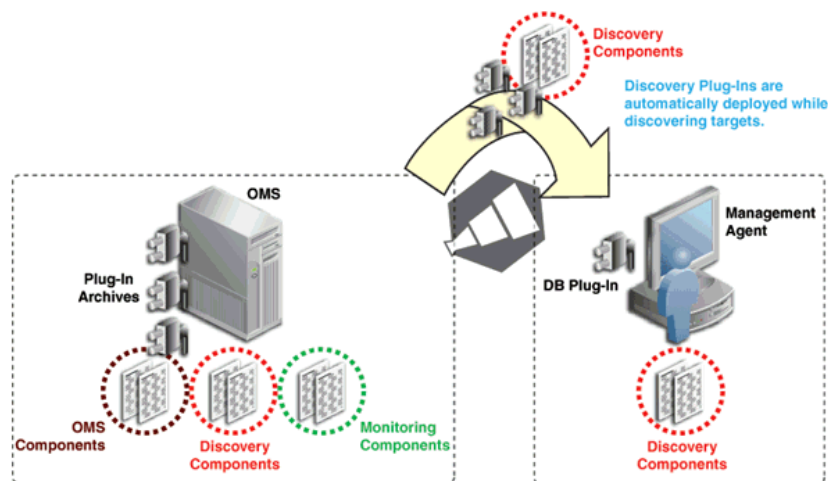 Discovery
Components
Discovery Plug-Ins are
automatically deployed while
discovering targets.
OMS
Plug-In
Archives
OMS
Components
Discovery
Components
Monitoring
Components
Management
Agent
DB Plug-In
Discovery
Components